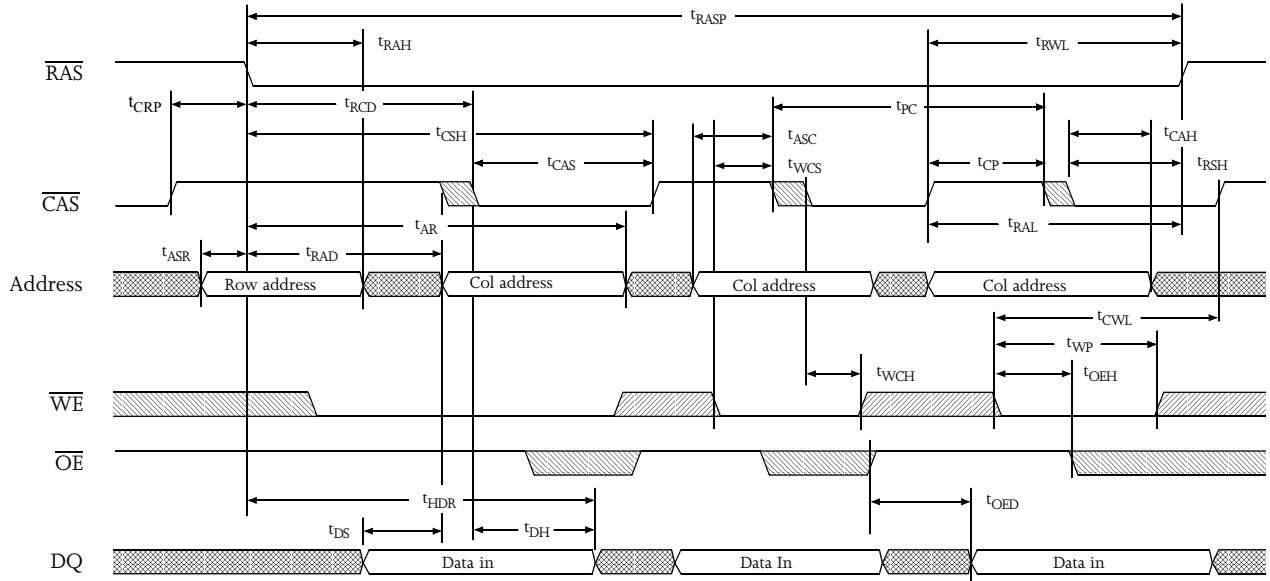 tRASP
tRAH
tRWL
RAS
tCRP
tRCD
tPC
tCSH
tASC
tCAH
tCAS
tWCS
tCP
tRSH
CAS
tAR
tRAL
tASR
tRAD
Address
Row address
Col address
Col address
Col address
tCWL
tWP
tWCH
tOEH
WE
OE
tHDR
tOED
tDS
tDH
DQ
Data in
Data In
Data in